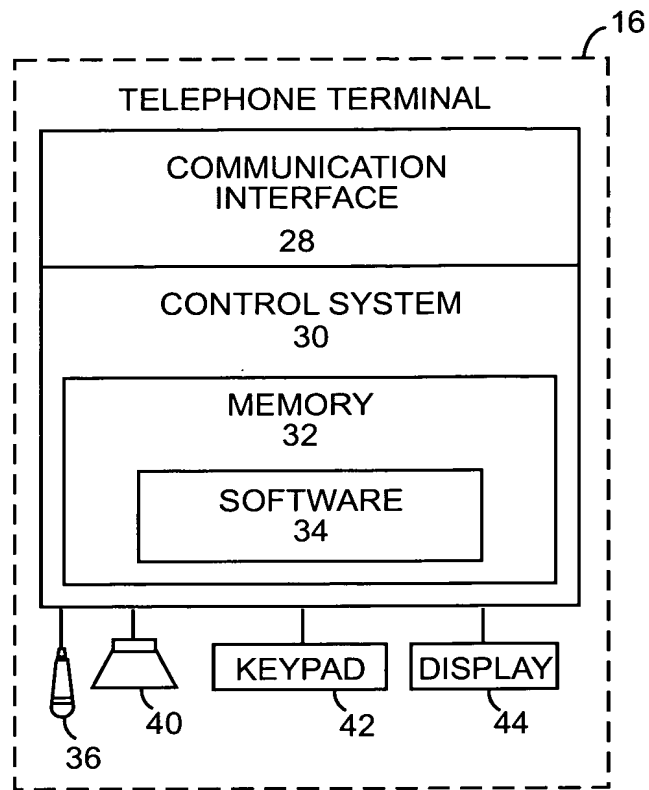 16
TELEPHONE TERMINAL
COMMUNICATION
INTERFACE
28
CONTROL SYSTEM
30
MEMORY
32
SOFTWARE
34
KEYPAD
DISPLAY
36
40
42
44